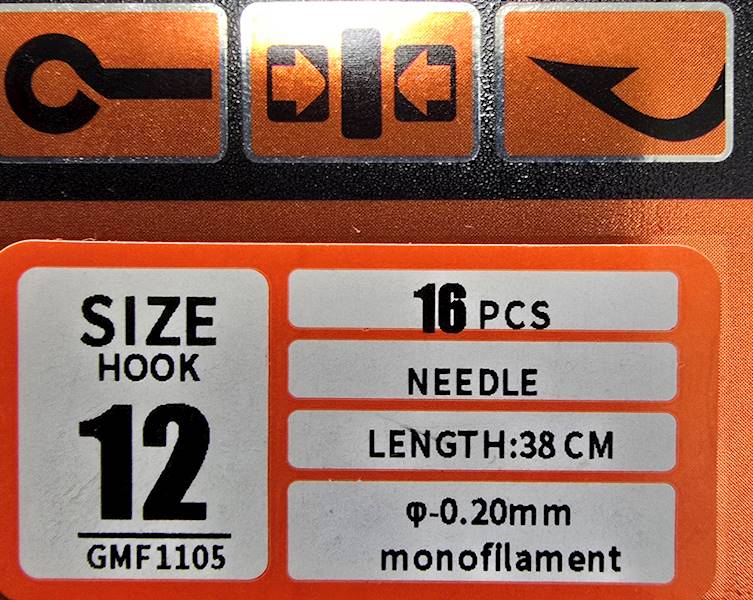 SIZE
HOOK
12
GMF1105
16 PCS
NEEDLE
LENGTH:38 CM
φ-0.20mm
monofilament